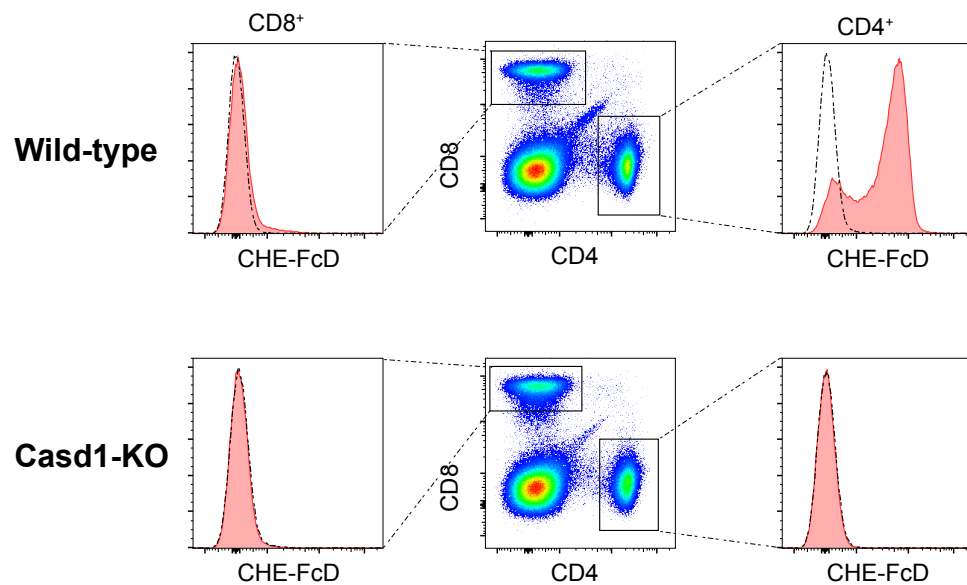 CD8⁺
CD4⁺
Wild-type
CD8
CHE-FcD
CD4
CHE-FcD
Casd1-KO
CD8
CHE-FcD
CD4
CHE-FcD